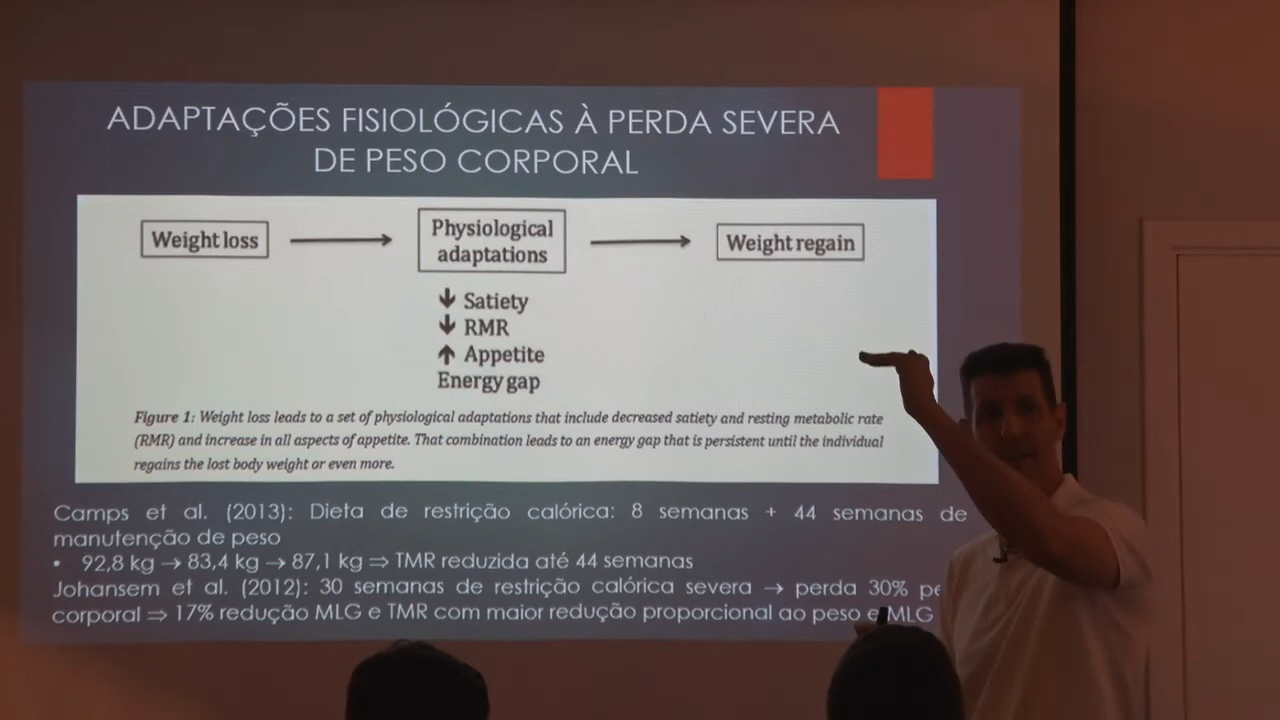 ADAPTAÇÕES FISIOLÓGICAS À PERDA SEVERA
DE PESO CORPORAL
Weight loss
Physiological
adaptations
Weight regain
↓ Satiety
↓ RMR
↑ Appetite
Energy gap
Figure 1: Weight loss leads to a set of physiological adaptations that include decreased satiety and resting metabolic rate
(RMR) and increase in all aspects of appetite. That combination leads to an energy gap that is persistent until the individual
regains the lost body weight or even more.
Camps et al. (2013): Dieta de restrição calórica: 8 semanas + 44 semanas de
manutenção de peso
• 92,8 kg → 83,4 kg → 87,1 kg ⇒ TMR reduzida até 44 semanas
Johansem et al. (2012): 30 semanas de restrição calórica severa → perda 30%
corporal ⇒ 17% redução MLG e TMR com maior redução proporcional ao peso e MLG